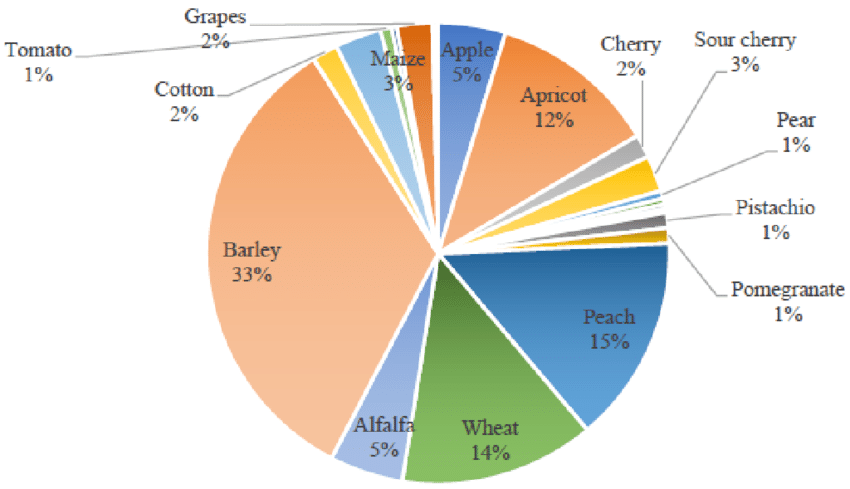 Grapes
2%
Tomato
1%
Cotton
2%
Maize
3%
Apple
5%
Apricot
12%
Cherry
2%
Sour cherry
3%
Pear
1%
Pistachio
1%
Pomegranate
1%
Peach
15%
Wheat
14%
Alfalfa
5%
Barley
33%